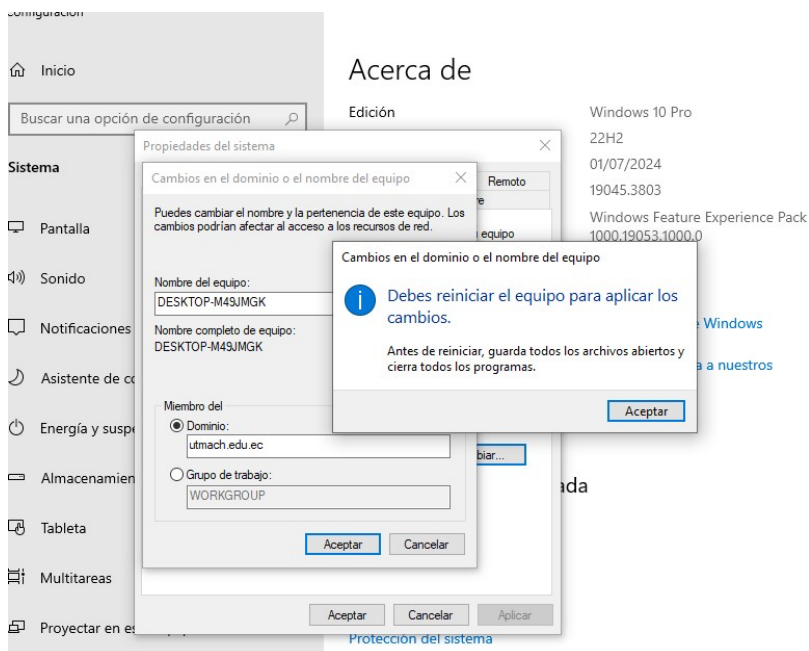 Configuración
Inicio
Buscar una opción de configuración
Sistema
Pantalla
Sonido
Notificaciones
Asistente de
Energía y
Almacenamien
Tableta
Multitareas
Proyectar en
Acerca de
Edición
Windows 10 Pro
22H2
01/07/2024
19045.3803
Windows Feature Experience Pack
1000.19053.1000.0
Windows
a nuestros
Protección del sistema
Propiedades del sistema
Remoto
equipo
Aceptar
Cancelar
Aplicar
Cambios en el dominio o el nombre del equipo
Puedes cambiar el nombre y la pertenencia de este equipo. Los
cambios podrían afectar al acceso a los recursos de red.
Nombre del equipo:
DESKTOP-M49JMGK
Nombre completo de equipo:
DESKTOP-M49JMGK
Miembro del
Dominio:
utmach.edu.ec
Grupo de trabajo:
WORKGROUP
Aceptar
Cancelar
Cambios en el dominio o el nombre del equipo
Debes reiniciar el equipo para aplicar los
cambios.
Antes de reiniciar, guarda todos los archivos abiertos y
cierra todos los programas.
Aceptar